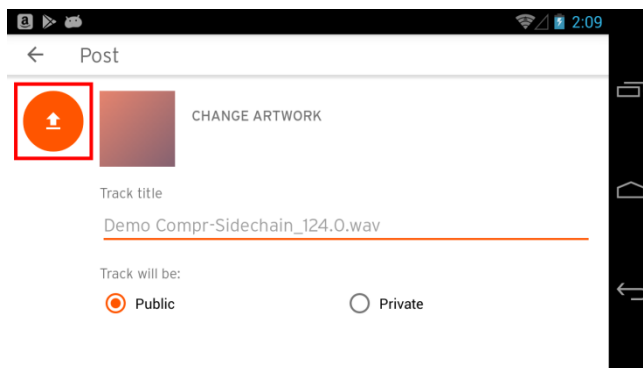 2:09
Post
CHANGE ARTWORK
Track title
Demo Compr-Sidechain_124.0.wav
Track will be:
Public Private